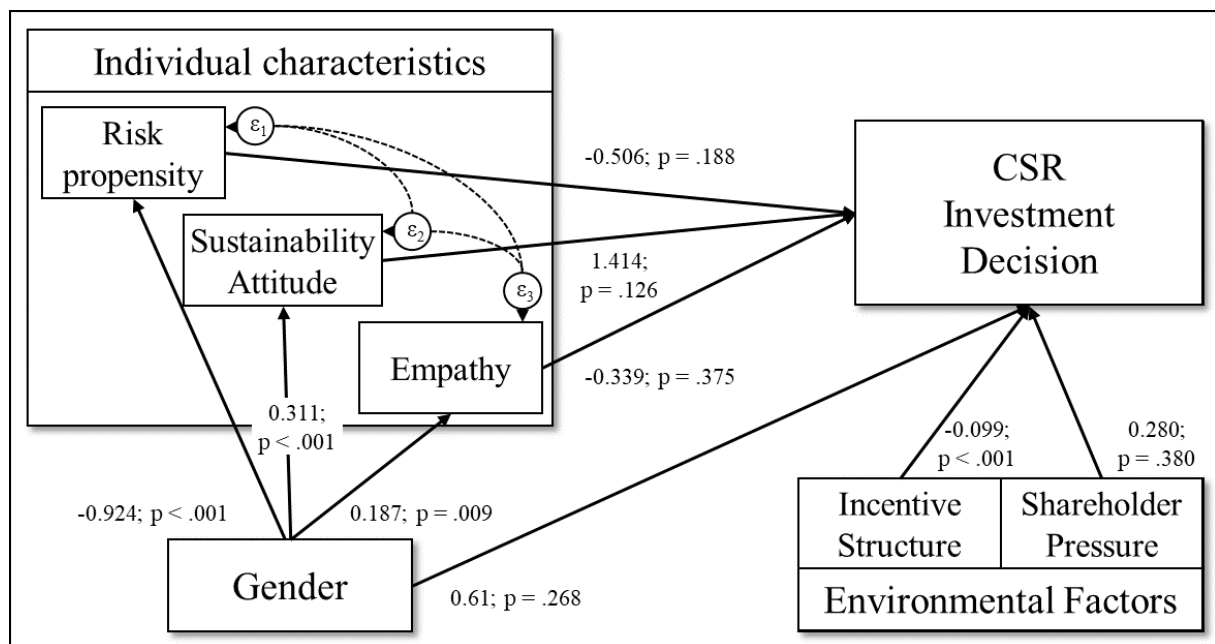 Individual characteristics
Risk
propensity
ε1
Sustainability
Attitude
ε2
Empathy
ε3
-0.506; p = .188
1.414;
p = .126
-0.339; p = .375
CSR
Investment
Decision
0.311;
p < .001
-0.924; p < .001
0.187; p = .009
Gender
0.61; p = .268
-0.099;
p < .001
0.280;
p = .380
Incentive
Structure
Shareholder
Pressure
Environmental Factors